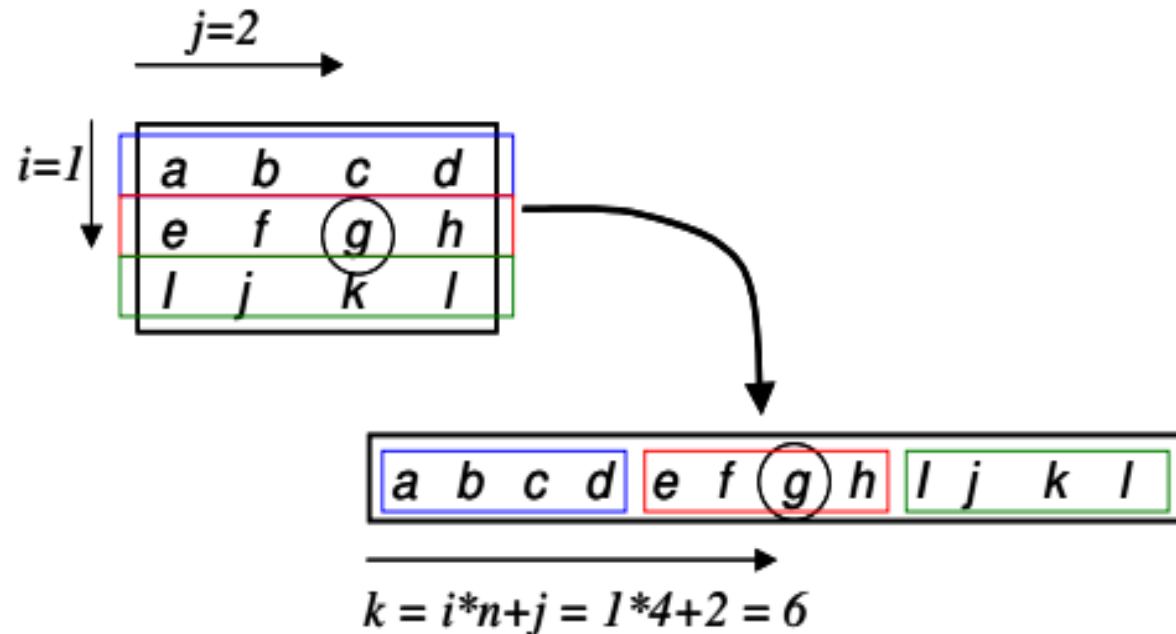 j=2
i=1
a b c d
e f g h
l j k l
a b c d e f g h l j k l
k = i*n+j = 1*4+2 = 6